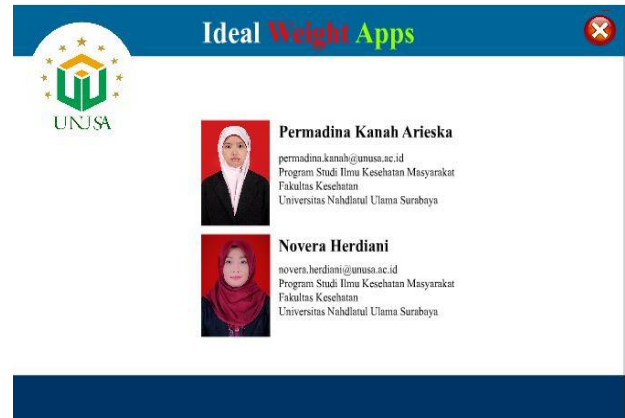 Ideal Weight Apps
UNUSA
Permadina Kanah Arieska
permadina.kanah@unusa.ac.id
Program Studi Ilmu Kesehatan Masyarakat
Fakultas Kesehatan
Universitas Nahdlatul Ulama Surabaya
Novera Herdiani
novera.herdiani@unusa.ac.id
Program Studi Ilmu Kesehatan Masyarakat
Fakultas Kesehatan
Universitas Nahdlatul Ulama Surabaya